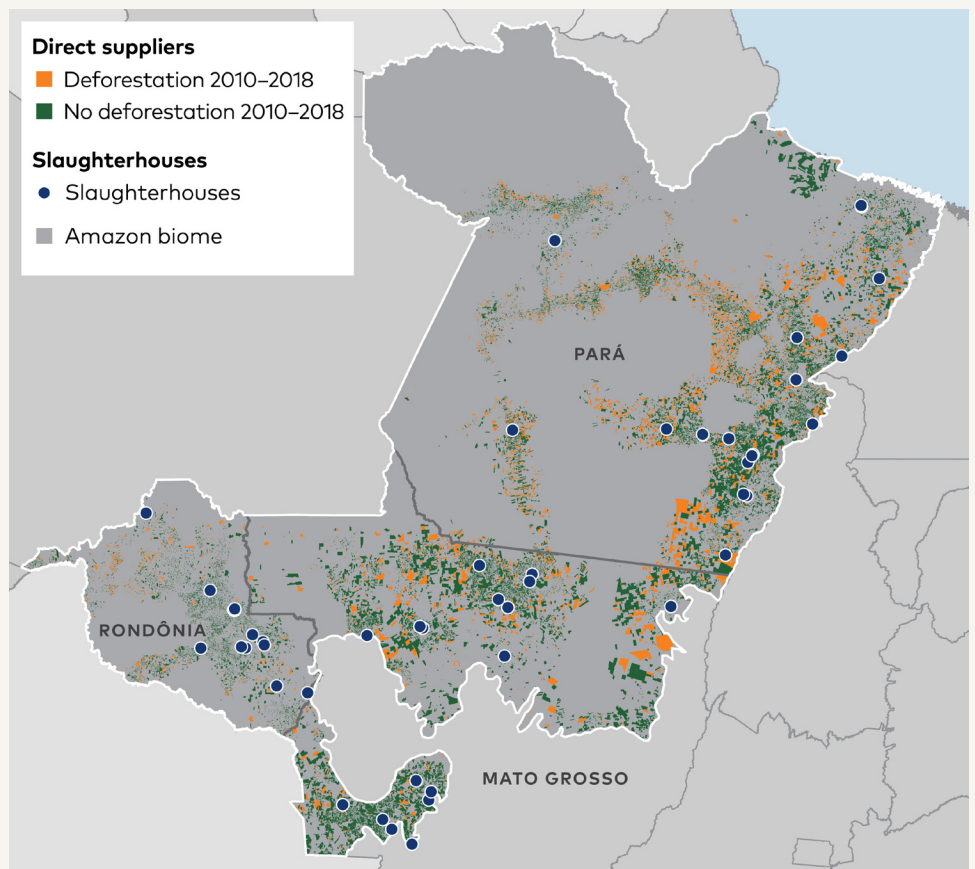 Direct suppliers
Deforestation 2010–2018
No deforestation 2010–2018
Slaughterhouses
Slaughterhouses
Amazon biome
PARÁ
RONDÔNIA
MATO GROSSO